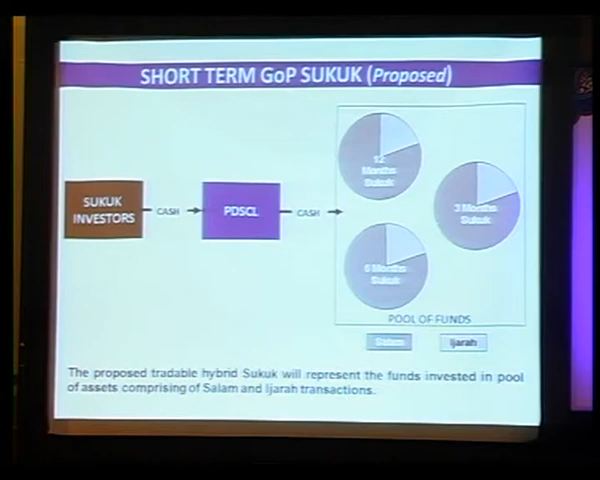 SHORT TERM GoP SUKUK (Proposed)
SUKUK
INVESTORS
CASH
PDSCL
CASH
12
Months
Sukuk
3 Months
Sukuk
6 Months
Sukuk
POOL OF FUNDS
Salam
Ijarah
The proposed tradable hybrid Sukuk will represent the funds invested in pool
of assets comprising of Salam and Ijarah transactions.